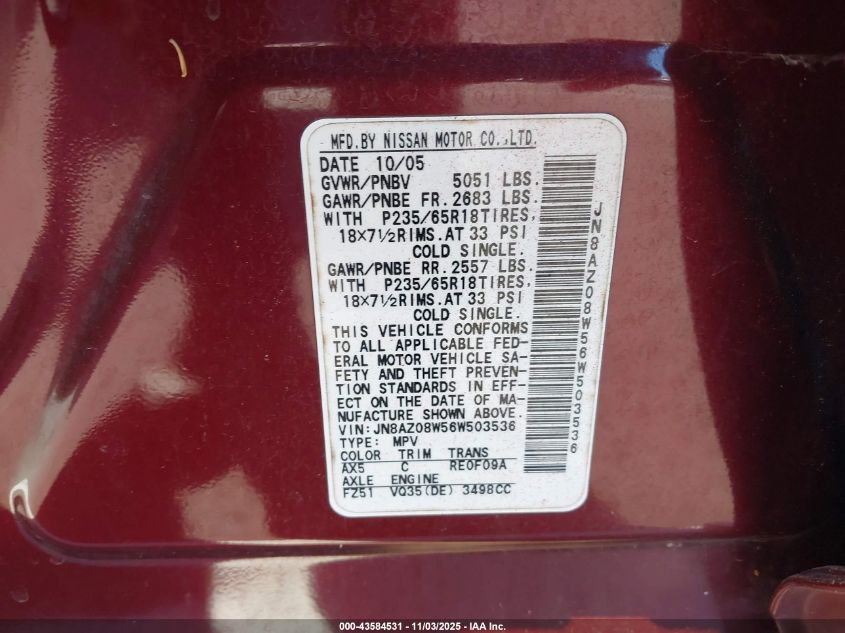 MFD.BY NISSAN MOTOR CO.,LTD.
DATE 10/05
GVWR/PNBV 5051 LBS.
GAWR/PNBE FR. 2683 LBS.
WITH P235/65R18TIRES,
18×7½RIMS.AT 33 PSI
COLD SINGLE.
GAWR/PNBE RR. 2557 LBS.
WITH P235/65R18TIRES,
18×7½RIMS.AT 33 PSI
COLD SINGLE.
THIS VEHICLE CONFORMS
TO ALL APPLICABLE FED-
ERAL MOTOR VEHICLE SA-
FETY AND THEFT PREVEN-
TION STANDARDS IN EFF-
ECT ON THE DATE OF MA-
NUFACTURE SHOWN ABOVE.
VIN:JN8AZ08W56W503536
TYPE: MPV
COLOR TRIM TRANS
AX5 C RE0F09A
AXLE ENGINE
FZ51 VQ35(DE) 3498CC
JN8AZ08W56W503536
000-43584531 - 11/03/2025 - IAA Inc.